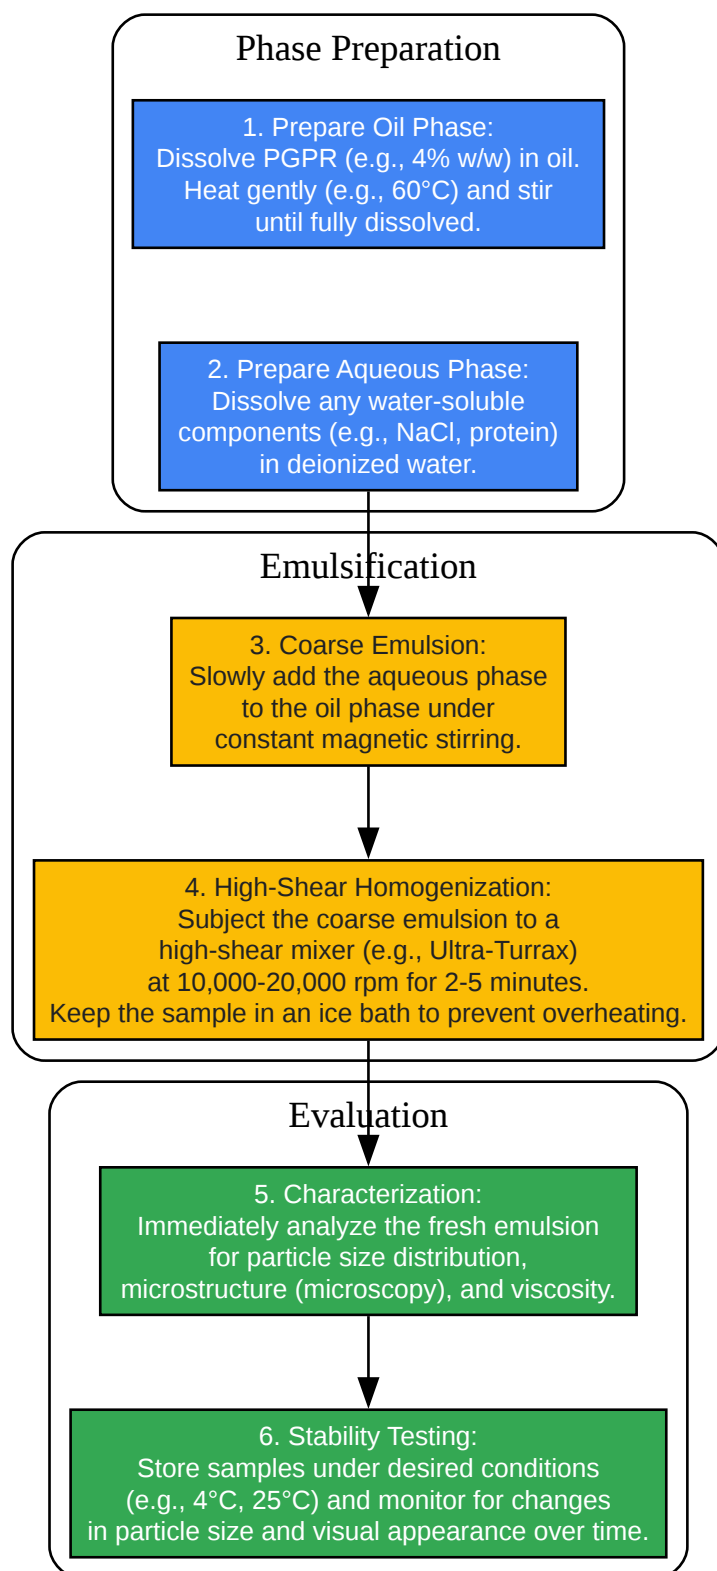 Phase Preparation
1. Prepare Oil Phase:
Dissolve PGPR (e.g., 4% w/w) in oil.
Heat gently (e.g., 60°C) and stir
until fully dissolved.
2. Prepare Aqueous Phase:
Dissolve any water-soluble
components (e.g., NaCl, protein)
in deionized water.
Emulsification
3. Coarse Emulsion:
Slowly add the aqueous phase
to the oil phase under
constant magnetic stirring.
4. High-Shear Homogenization:
Subject the coarse emulsion to a
high-shear mixer (e.g., Ultra-Turrax)
at 10,000-20,000 rpm for 2-5 minutes.
Keep the sample in an ice bath to prevent overheating.
Evaluation
5. Characterization:
Immediately analyze the fresh emulsion
for particle size distribution,
microstructure (microscopy), and viscosity.
6. Stability Testing:
Store samples under desired conditions
(e.g., 4°C, 25°C) and monitor for changes
in particle size and visual appearance over time.